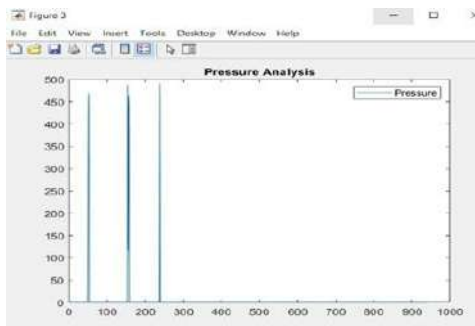 Figure 3
File Edit View Insert Tools Desktop Window Help
Pressure Analysis
Pressure
500
450
400
350
300
250
200
150
100
50
0
0 100 200 300 400 500 600 700 800 900 1000